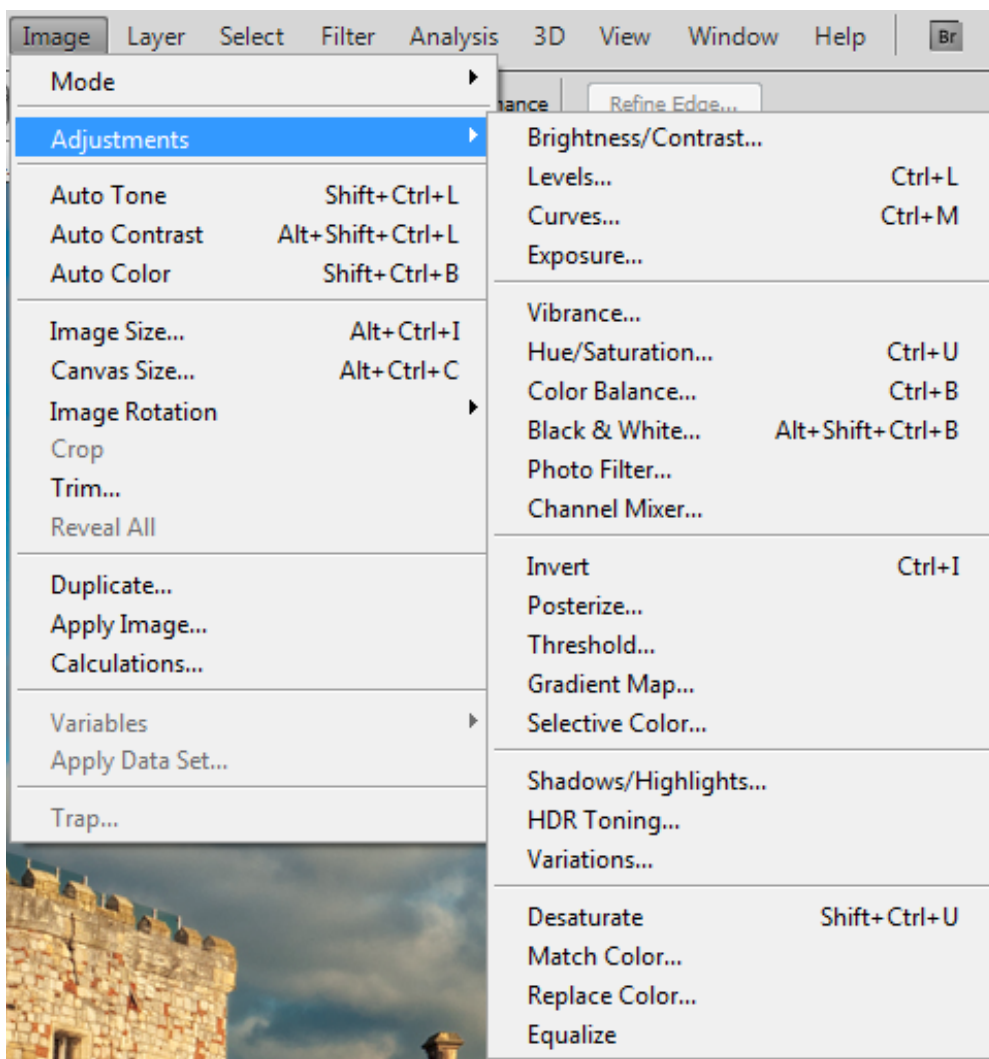 Image Layer Select Filter Analysis 3D View Window Help Br
Mode
Refine Edge...
Adjustments
Auto Tone Shift+Ctrl+L
Auto Contrast Alt+Shift+Ctrl+L
Auto Color Shift+Ctrl+B
Image Size... Alt+Ctrl+I
Canvas Size... Alt+Ctrl+C
Image Rotation
Crop
Trim...
Reveal All
Duplicate...
Apply Image...
Calculations...
Variables
Apply Data Set...
Trap...
Brightness/Contrast...
Levels... Ctrl+L
Curves... Ctrl+M
Exposure...
Vibrance...
Hue/Saturation... Ctrl+U
Color Balance... Ctrl+B
Black & White... Alt+Shift+Ctrl+B
Photo Filter...
Channel Mixer...
Invert Ctrl+I
Posterize...
Threshold...
Gradient Map...
Selective Color...
Shadows/Highlights...
HDR Toning...
Variations...
Desaturate Shift+Ctrl+U
Match Color...
Replace Color...
Equalize